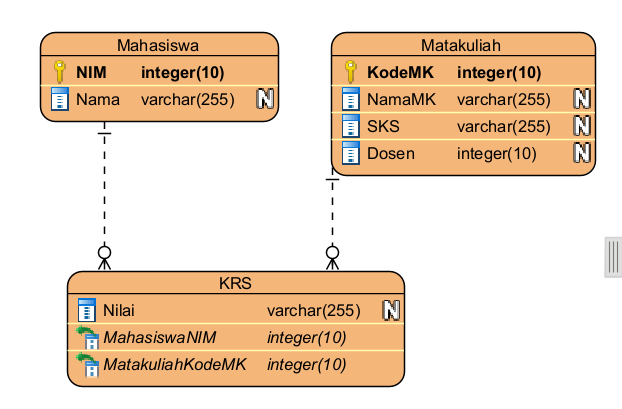 Mahasiswa
NIM integer(10)
Nama varchar(255) N
Matakuliah
KodeMK integer(10)
NamaMK varchar(255) N
SKS varchar(255) N
Dosen integer(10) N
KRS
Nilai varchar(255) N
MahasiswaNIM integer(10)
MatakuliahKodeMK integer(10)